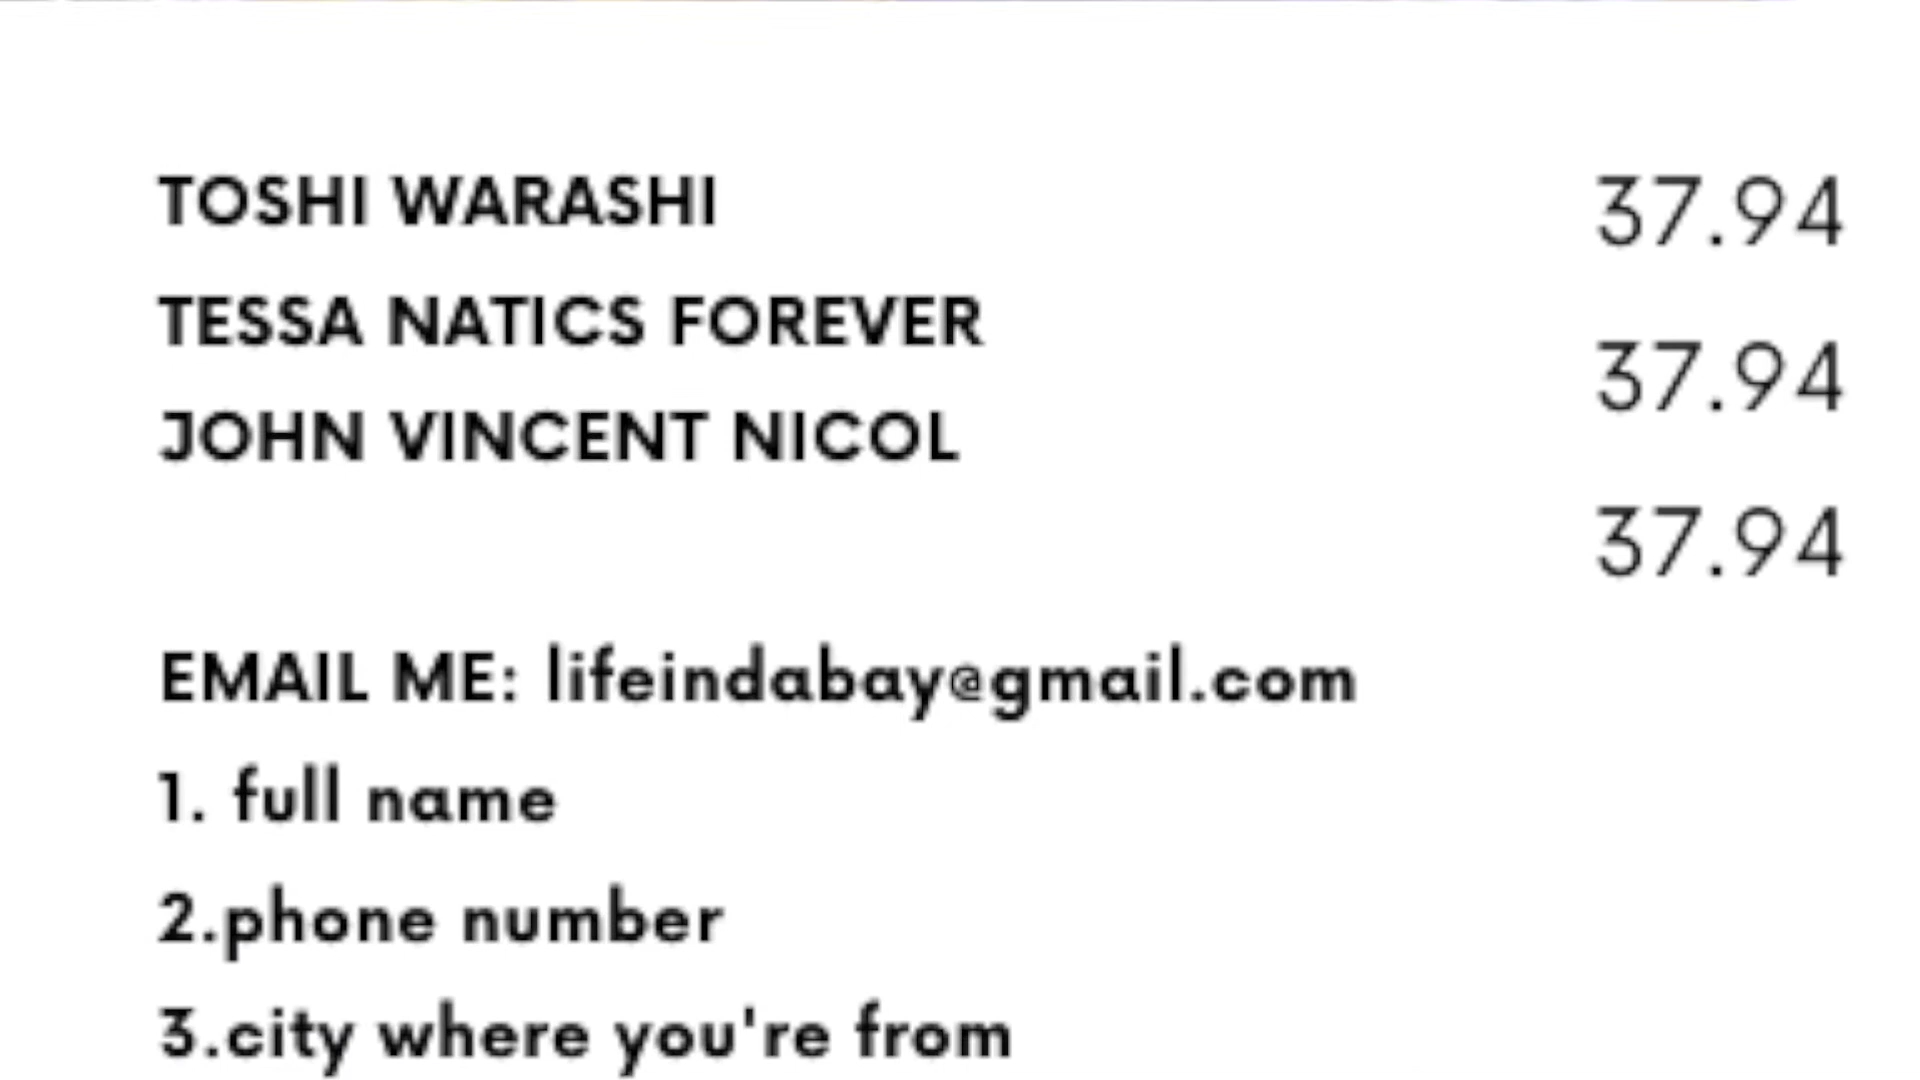 TOSHI WARASHI 37.94
TESSA NATICS FOREVER 37.94
JOHN VINCENT NICOL 37.94
EMAIL ME: lifeindabay@gmail.com
1. full name
2.phone number
3.city where you're from